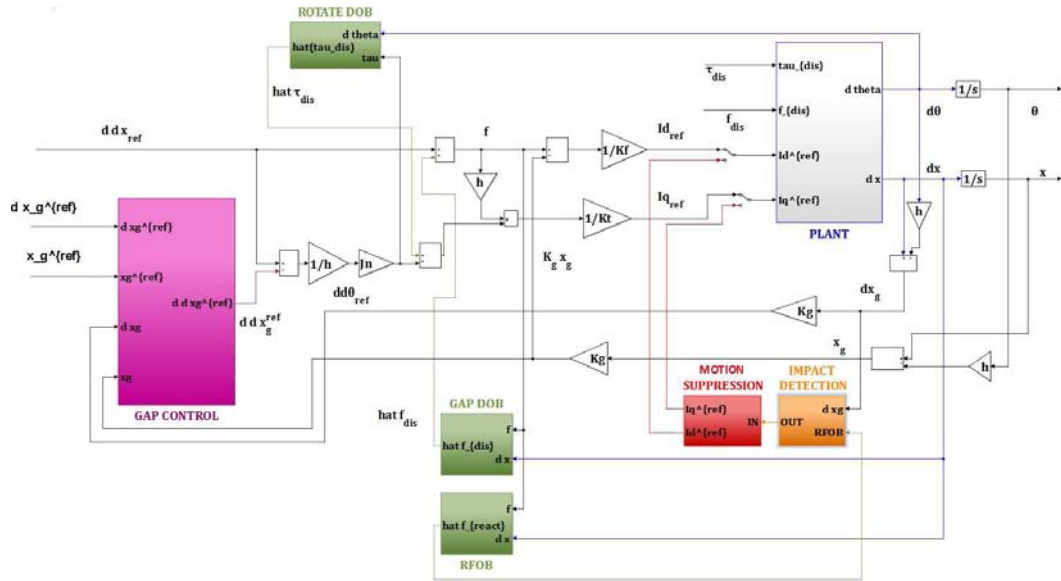 ROTATE DOB
d theta
hat(tau_dis)
tau
hat τ_dis
d d x_ref
f
1/Kf
Id_ref
τ_dis
f_dis
tau_{dis}
f_{dis}
Id^{ref}
Iq^{ref}
d theta
d x
PLANT
dθ
1/s
θ
dx
1/s
x
h
h
1/Kt
Iq_ref
d x_g^{ref}
x_g^{ref}
d xg^{ref}
xg^{ref}
d d xg^{ref}
d xg
xg
GAP CONTROL
1/h
Jn
ddθ_ref
d d x_g^ref
K_g x_g
dx_g
Kg
x_g
Kg
h
hat f_dis
GAP DOB
f
hat f_{dis}
d x
MOTION
SUPPRESSION
Iq^{ref}
IN
Id^{ref}
IMPACT
DETECTION
d xg
OUT
RFOB
f
hat f_{react}
d x
RFOB